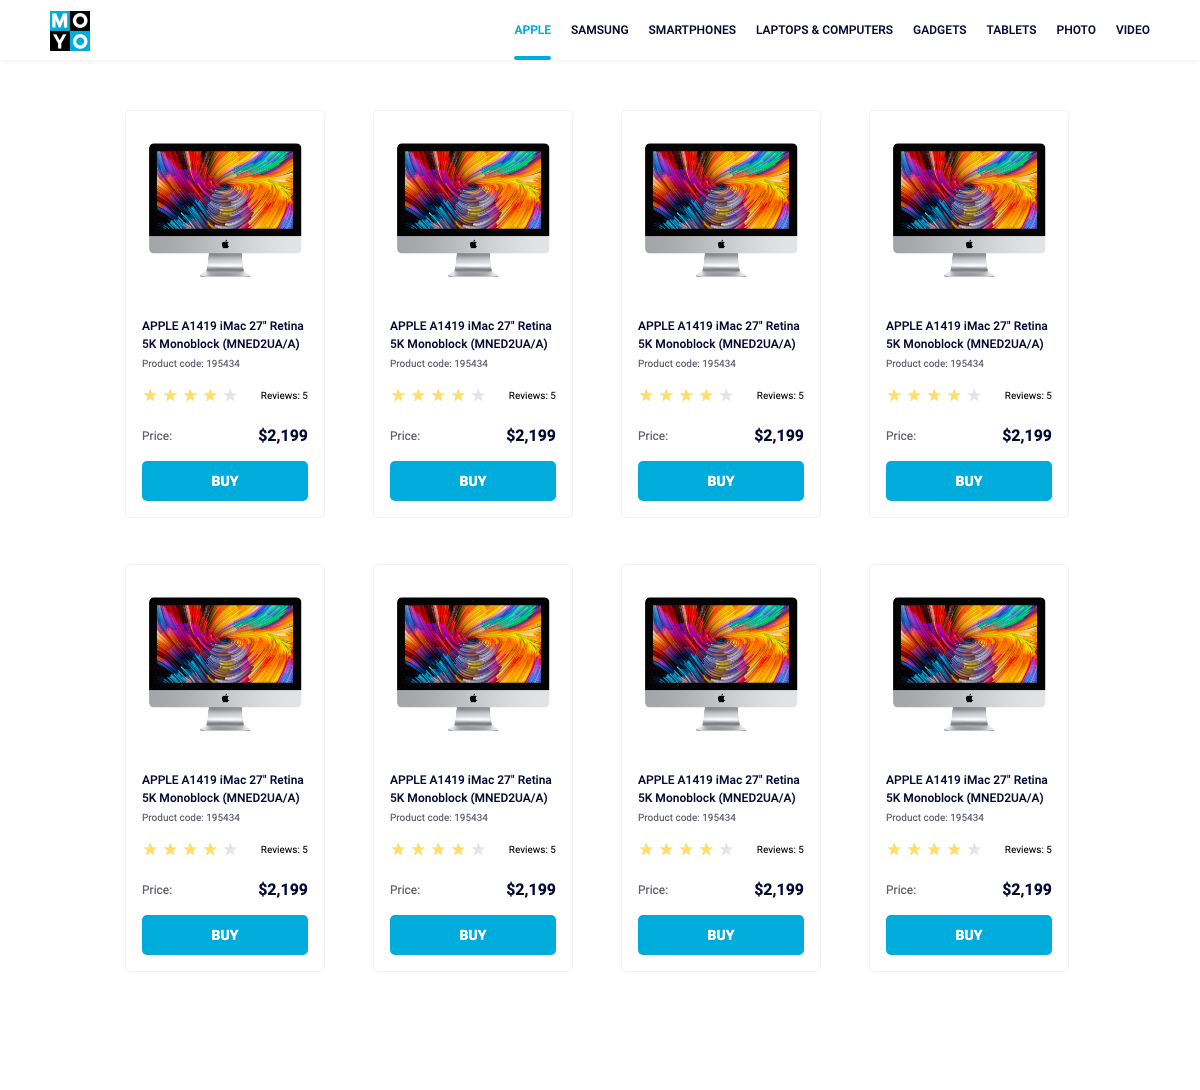 MO
YO
APPLE SAMSUNG SMARTPHONES LAPTOPS & COMPUTERS GADGETS TABLETS PHOTO VIDEO
APPLE A1419 iMac 27" Retina
5K Monoblock (MNED2UA/A)
Product code: 195434
Reviews: 5
Price: $2,199
BUY
APPLE A1419 iMac 27" Retina
5K Monoblock (MNED2UA/A)
Product code: 195434
Reviews: 5
Price: $2,199
BUY
APPLE A1419 iMac 27" Retina
5K Monoblock (MNED2UA/A)
Product code: 195434
Reviews: 5
Price: $2,199
BUY
APPLE A1419 iMac 27" Retina
5K Monoblock (MNED2UA/A)
Product code: 195434
Reviews: 5
Price: $2,199
BUY
APPLE A1419 iMac 27" Retina
5K Monoblock (MNED2UA/A)
Product code: 195434
Reviews: 5
Price: $2,199
BUY
APPLE A1419 iMac 27" Retina
5K Monoblock (MNED2UA/A)
Product code: 195434
Reviews: 5
Price: $2,199
BUY
APPLE A1419 iMac 27" Retina
5K Monoblock (MNED2UA/A)
Product code: 195434
Reviews: 5
Price: $2,199
BUY
APPLE A1419 iMac 27" Retina
5K Monoblock (MNED2UA/A)
Product code: 195434
Reviews: 5
Price: $2,199
BUY